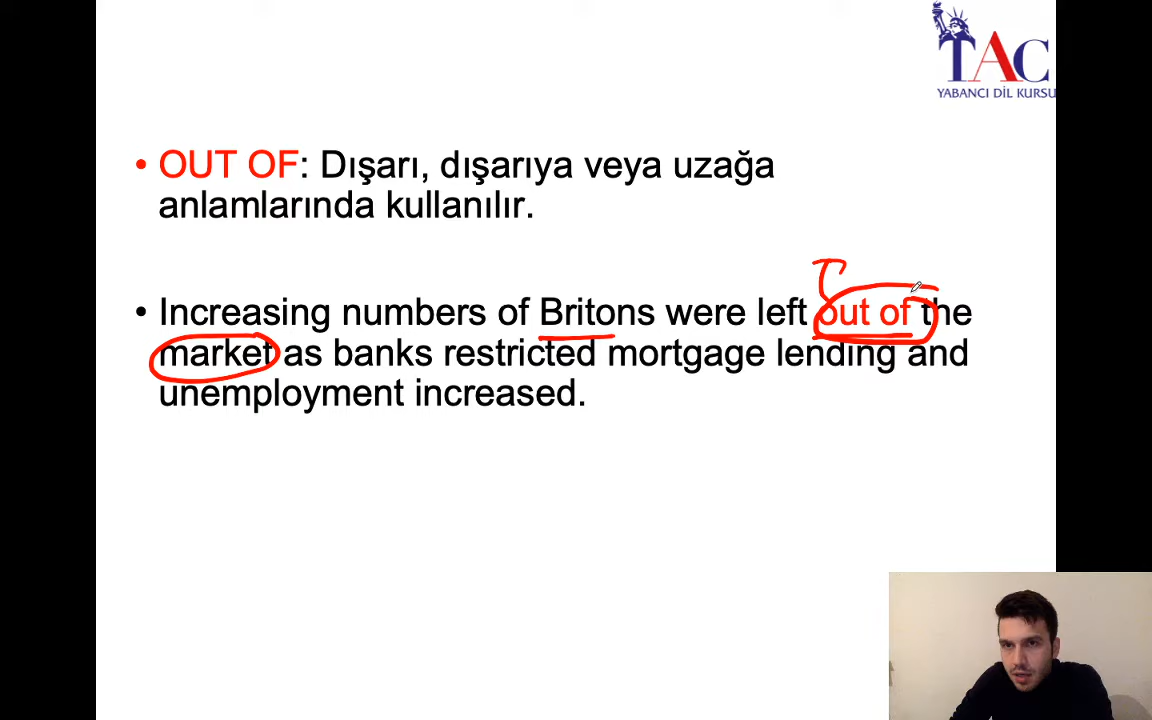 TAC
YABANCI DİL KURSU
• OUT OF: Dışarı, dışarıya veya uzağa
anlamlarında kullanılır.
• Increasing numbers of Britons were left out of the
market as banks restricted mortgage lending and
unemployment increased.